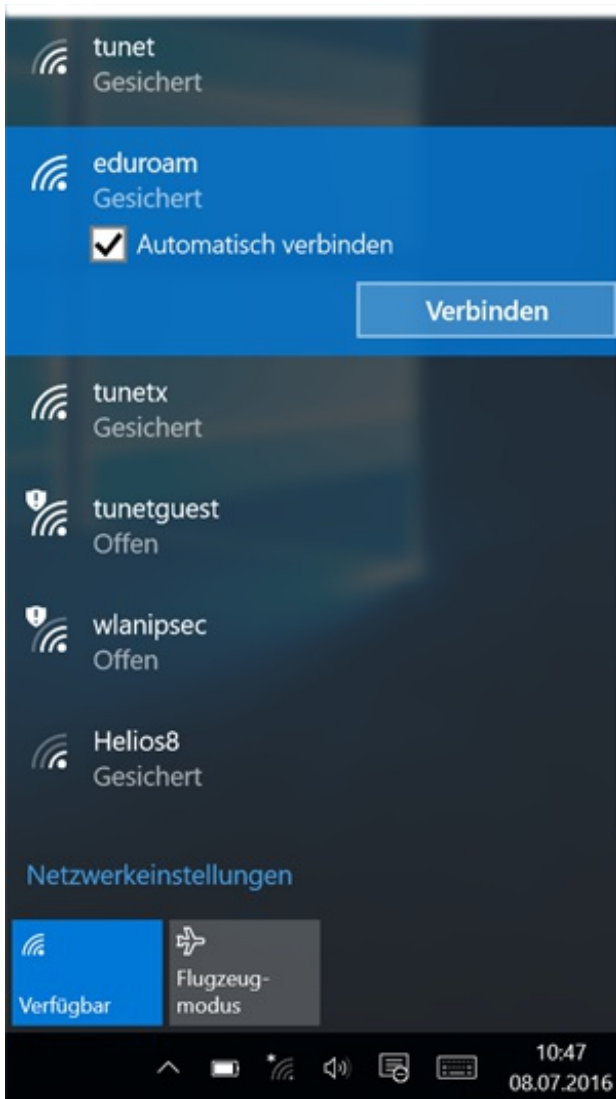 tunet
Gesichert
eduroam
Gesichert
Automatisch verbinden
Verbinden
tunetx
Gesichert
tunetguest
Offen
wlanipsec
Offen
Helios8
Gesichert
Netzwerkeinstellungen
Verfügbar
Flugzeug-
modus
10:47
08.07.2016